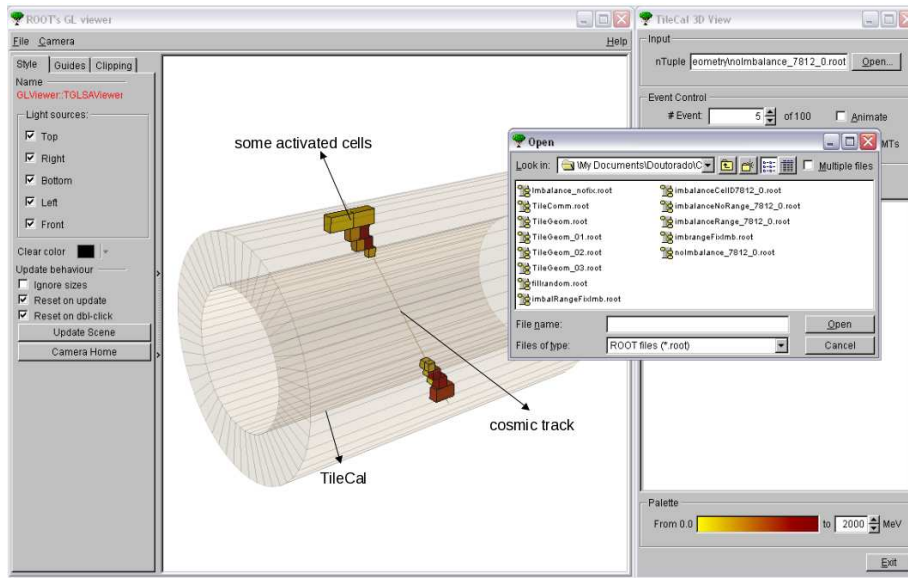 ROOT's GL viewer
File Camera Help
Style Guides Clipping
Name
GLViewer::TGLSAViewer
Light sources:
Top
Right
Bottom
Left
Front
Clear color
Update behaviour
Ignore sizes
Reset on update
Reset on dbl-click
Update Scene
Camera Home
some activated cells
cosmic track
TileCal
TileCal 3D View
Input
nTuple eometry\noImbalance_7812_0.root Open...
Event Control
# Event: 5 of 100 Animate
MTs
Open
Look in: \My Documents\Doutorado\C Multiple files
Imbalance_nofix.root
TileComm.root
TileGeom.root
TileGeom_01.root
TileGeom_02.root
TileGeom_03.root
fillrandom.root
imbalRangeFixImb.root
imbalanceCellD7812_0.root
imbalanceNoRange_7812_0.root
imbalanceRange_7812_0.root
imbrangeFixImb.root
noImbalance_7812_0.root
File name: Open
Files of type: ROOT files (*.root) Cancel
Palette
From 0.0 to 2000 MeV
Exit